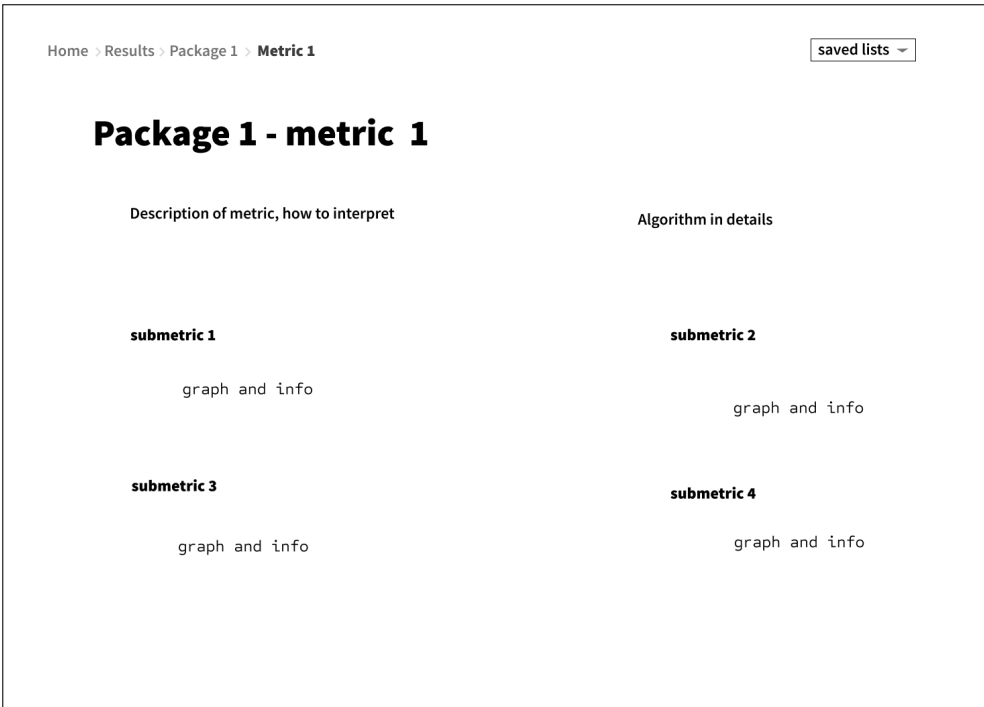 Home > Results > Package 1 > Metric 1
saved lists
Package 1 - metric 1
Description of metric, how to interpret
Algorithm in details
submetric 1
submetric 2
graph and info
graph and info
submetric 3
submetric 4
graph and info
graph and info